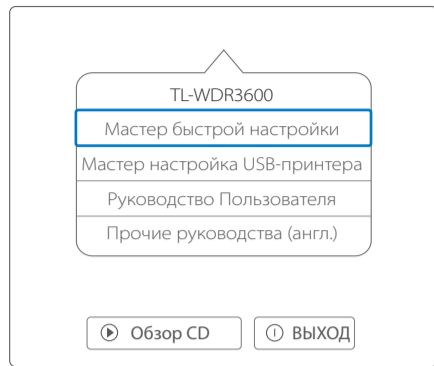 TL-WDR3600
Мастер быстрой настройки
Мастер настройка USB-принтера
Руководство Пользователя
Прочие руководства (англ.)
Обзор CD
ВЫХОД